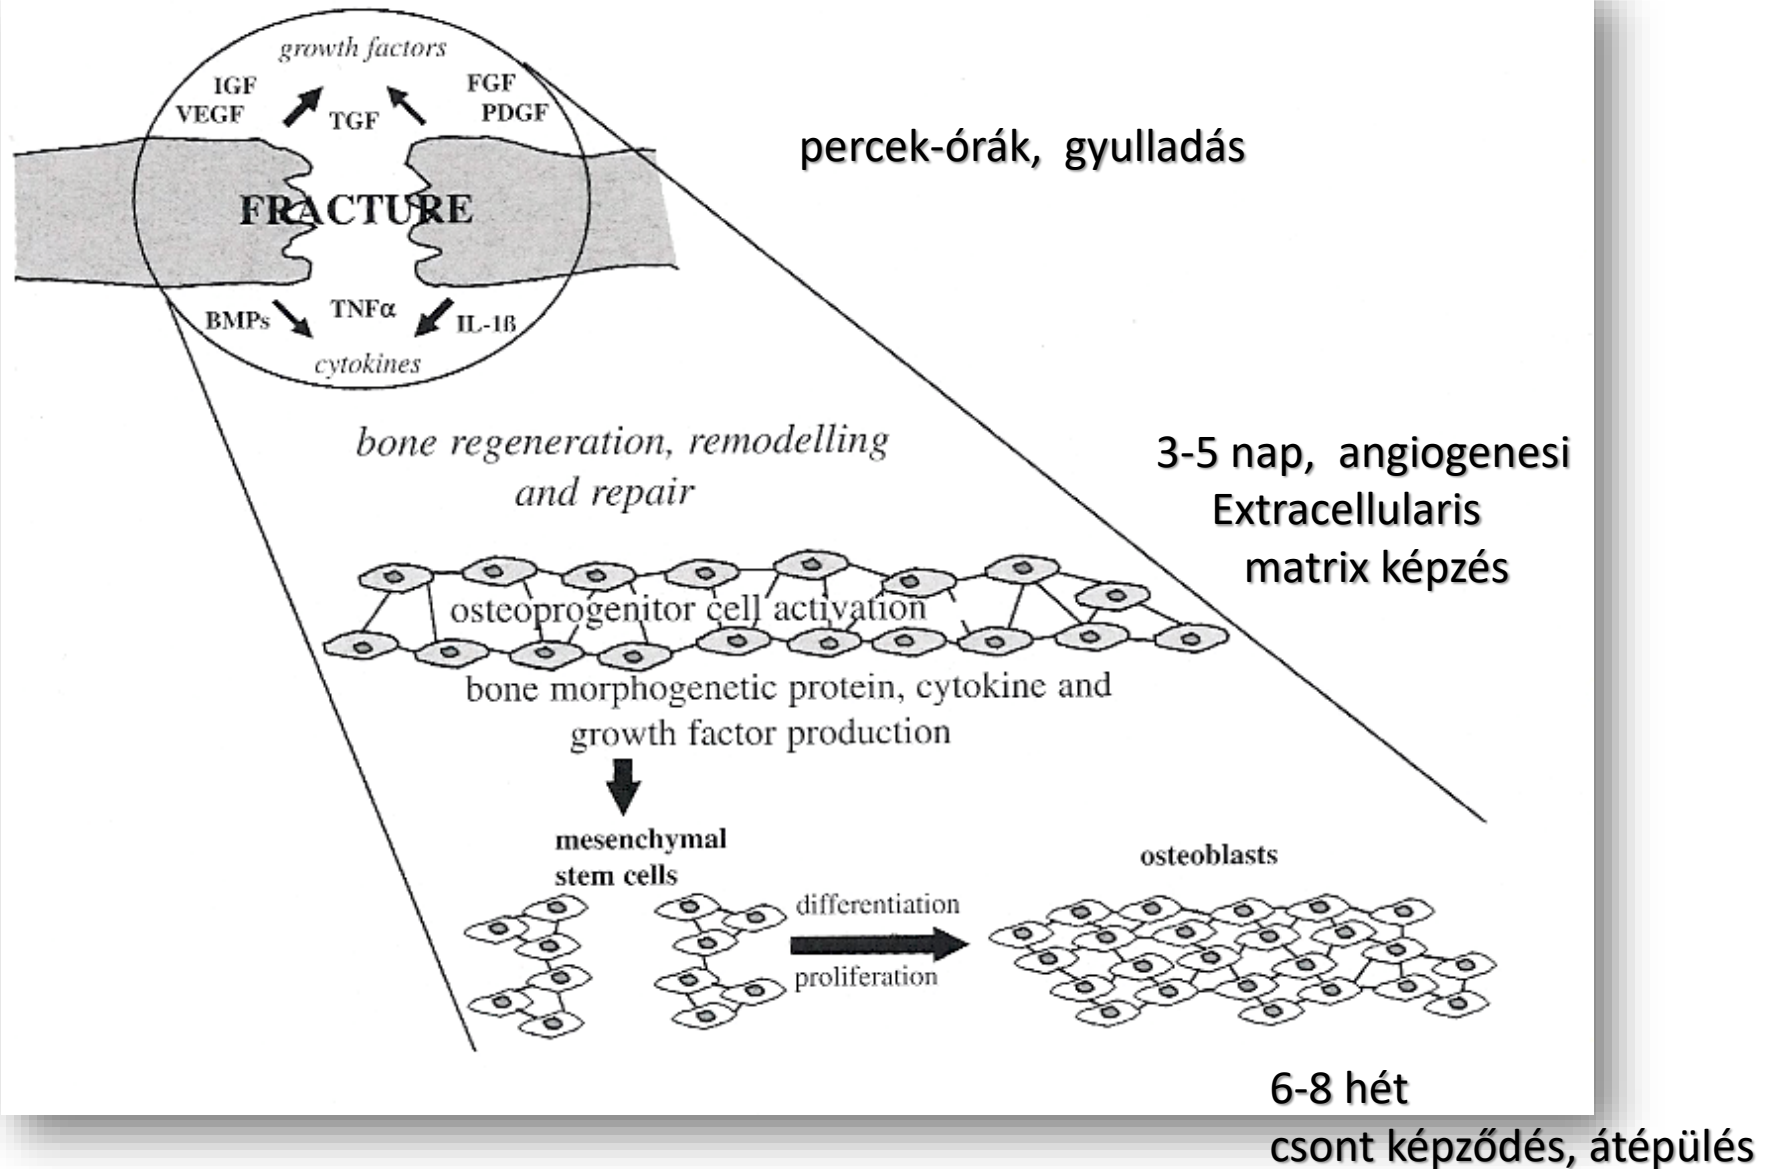 growth factors
IGF
FGF
VEGF
TGF
PDGF
percek-órák, gyulladás
FRACTURE
BMPs
TNFα
IL-1ß
cytokines
bone regeneration, remodelling
and repair
3-5 nap, angiogenesi
Extracellularis
matrix képzés
osteoprogenitor cell activation
bone morphogenetic protein, cytokine and
growth factor production
mesenchymal
stem cells
osteoblasts
differentiation
proliferation
6-8 hét
csont képződés, átépülés